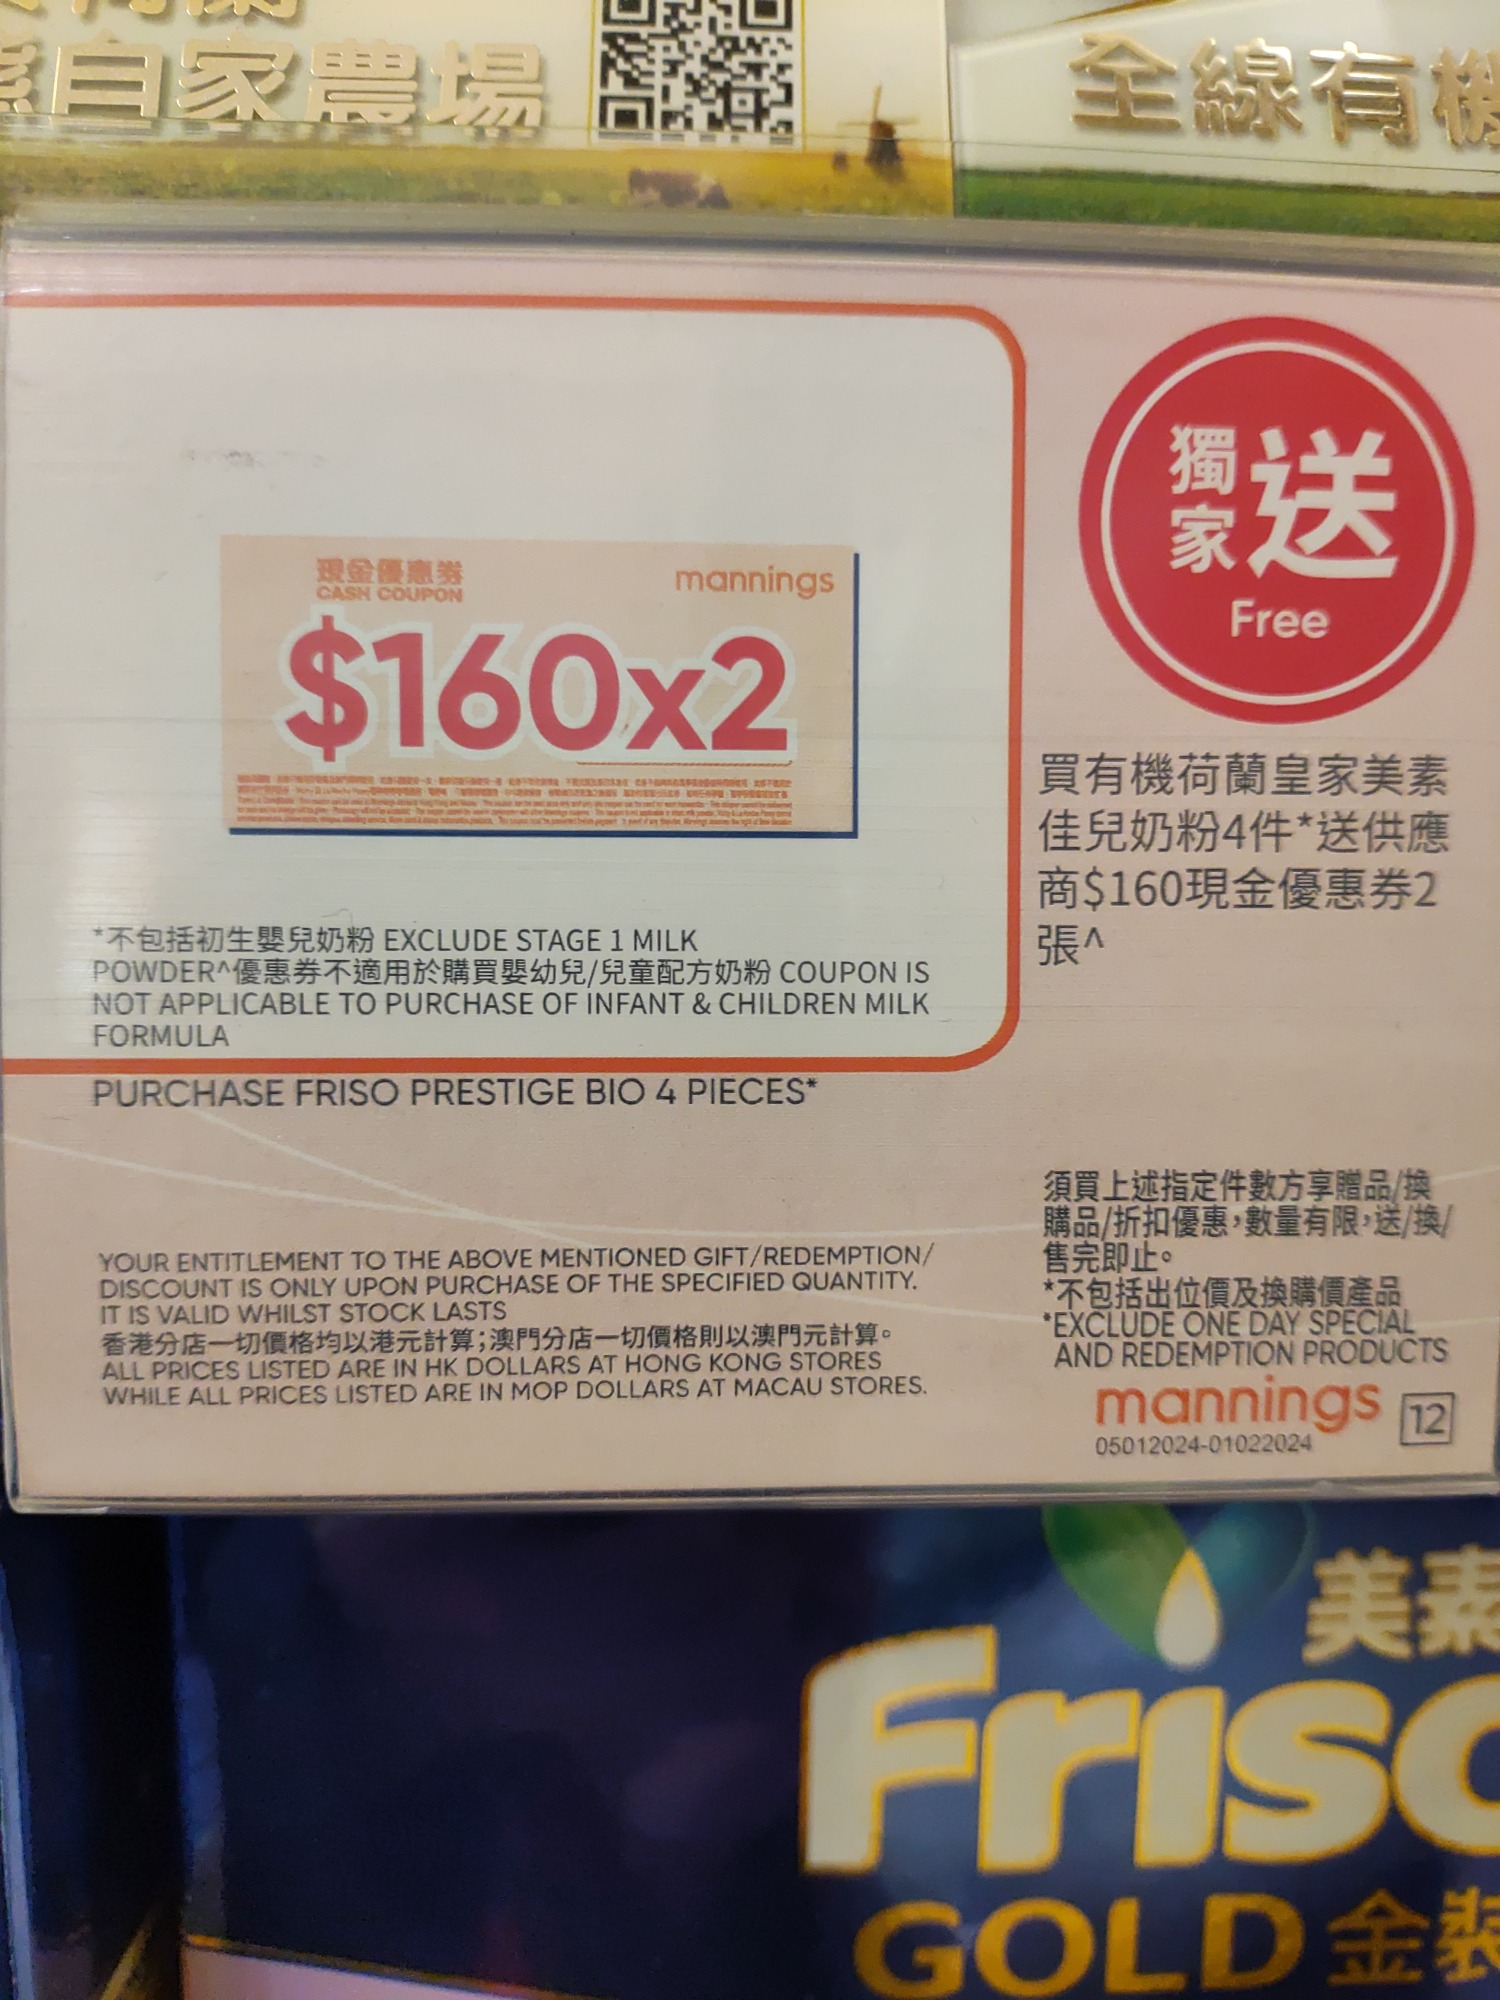 自家農場
全線有機
現金優惠券
CASH COUPON
mannings
$160x2
獨家送
Free
買有機荷蘭皇家美素
佳兒奶粉4件*送供應
商$160現金優惠券2
張^
*不包括初生嬰兒奶粉 EXCLUDE STAGE 1 MILK
POWDER^優惠券不適用於購買嬰幼兒/兒童配方奶粉 COUPON IS
NOT APPLICABLE TO PURCHASE OF INFANT & CHILDREN MILK
FORMULA
PURCHASE FRISO PRESTIGE BIO 4 PIECES*
YOUR ENTITLEMENT TO THE ABOVE MENTIONED GIFT/REDEMPTION/
DISCOUNT IS ONLY UPON PURCHASE OF THE SPECIFIED QUANTITY.
IT IS VALID WHILST STOCK LASTS
香港分店一切價格均以港元計算;澳門分店一切價格則以澳門元計算。
ALL PRICES LISTED ARE IN HK DOLLARS AT HONG KONG STORES
WHILE ALL PRICES LISTED ARE IN MOP DOLLARS AT MACAU STORES.
須買上述指定件數方享贈品/換
購品/折扣優惠,數量有限,送/換/
售完即止。
*不包括出位價及換購價產品
*EXCLUDE ONE DAY SPECIAL
AND REDEMPTION PRODUCTS
mannings 12
05012024-01022024
美素
Friso
GOLD 金裝